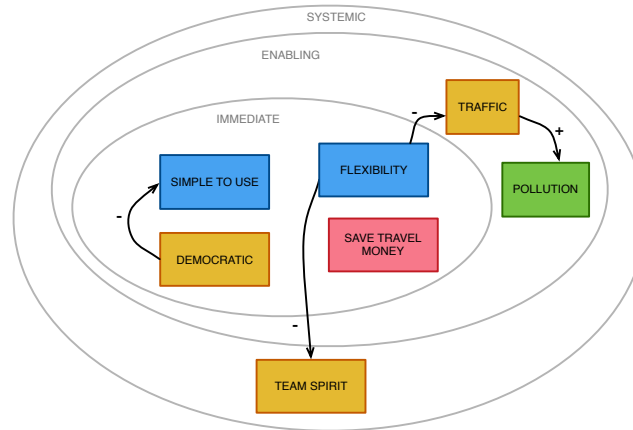 SYSTEMIC
ENABLING
TRAFFIC
-
IMMEDIATE
+
FLEXIBILITY
SIMPLE TO USE
POLLUTION
-
SAVE TRAVEL
MONEY
DEMOCRATIC
-
TEAM SPIRIT